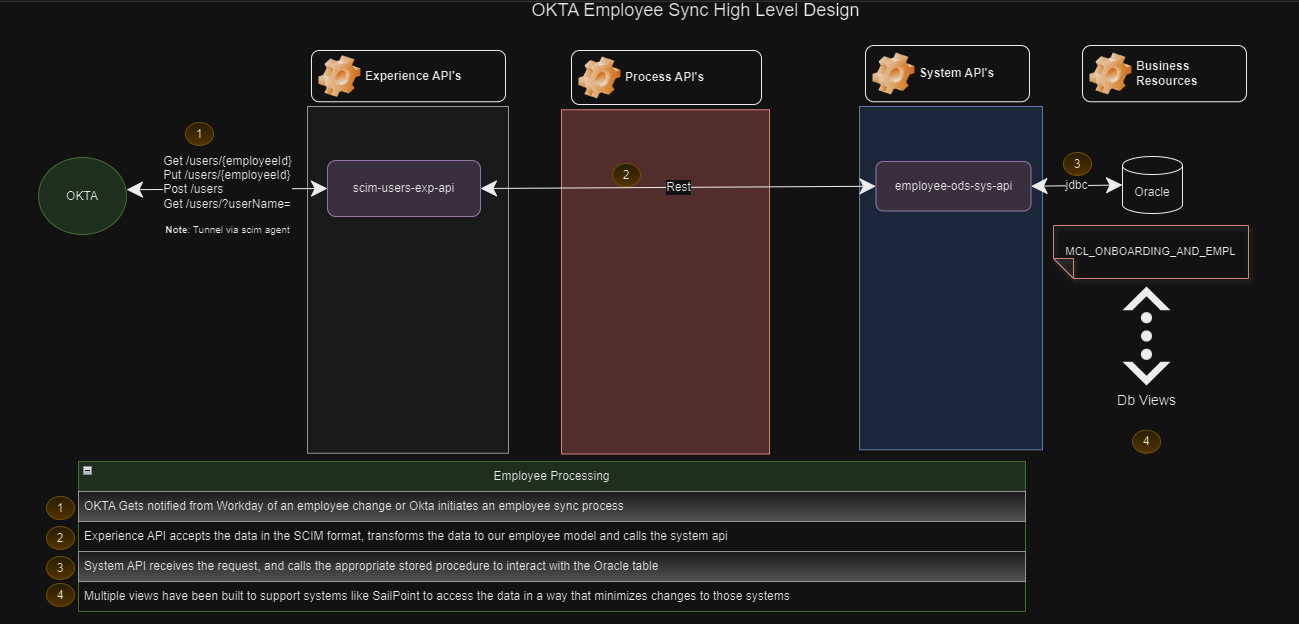 OKTA Employee Sync High Level Design
Experience API's
Process API's
System API's
Business
Resources
1
Get /users/{employeeId}
Put /users/{employeeId}
Post /users
Get /users/?userName=
Note: Tunnel via scim agent
OKTA
scim-users-exp-api
2
Rest
employee-ods-sys-api
3
jdbc
Oracle
MCL_ONBOARDING_AND_EMPL
Db Views
4
Employee Processing
1 OKTA Gets notified from Workday of an employee change or Okta initiates an employee sync process
2 Experience API accepts the data in the SCIM format, transforms the data to our employee model and calls the system api
3 System API receives the request, and calls the appropriate stored procedure to interact with the Oracle table
4 Multiple views have been built to support systems like SailPoint to access the data in a way that minimizes changes to those systems